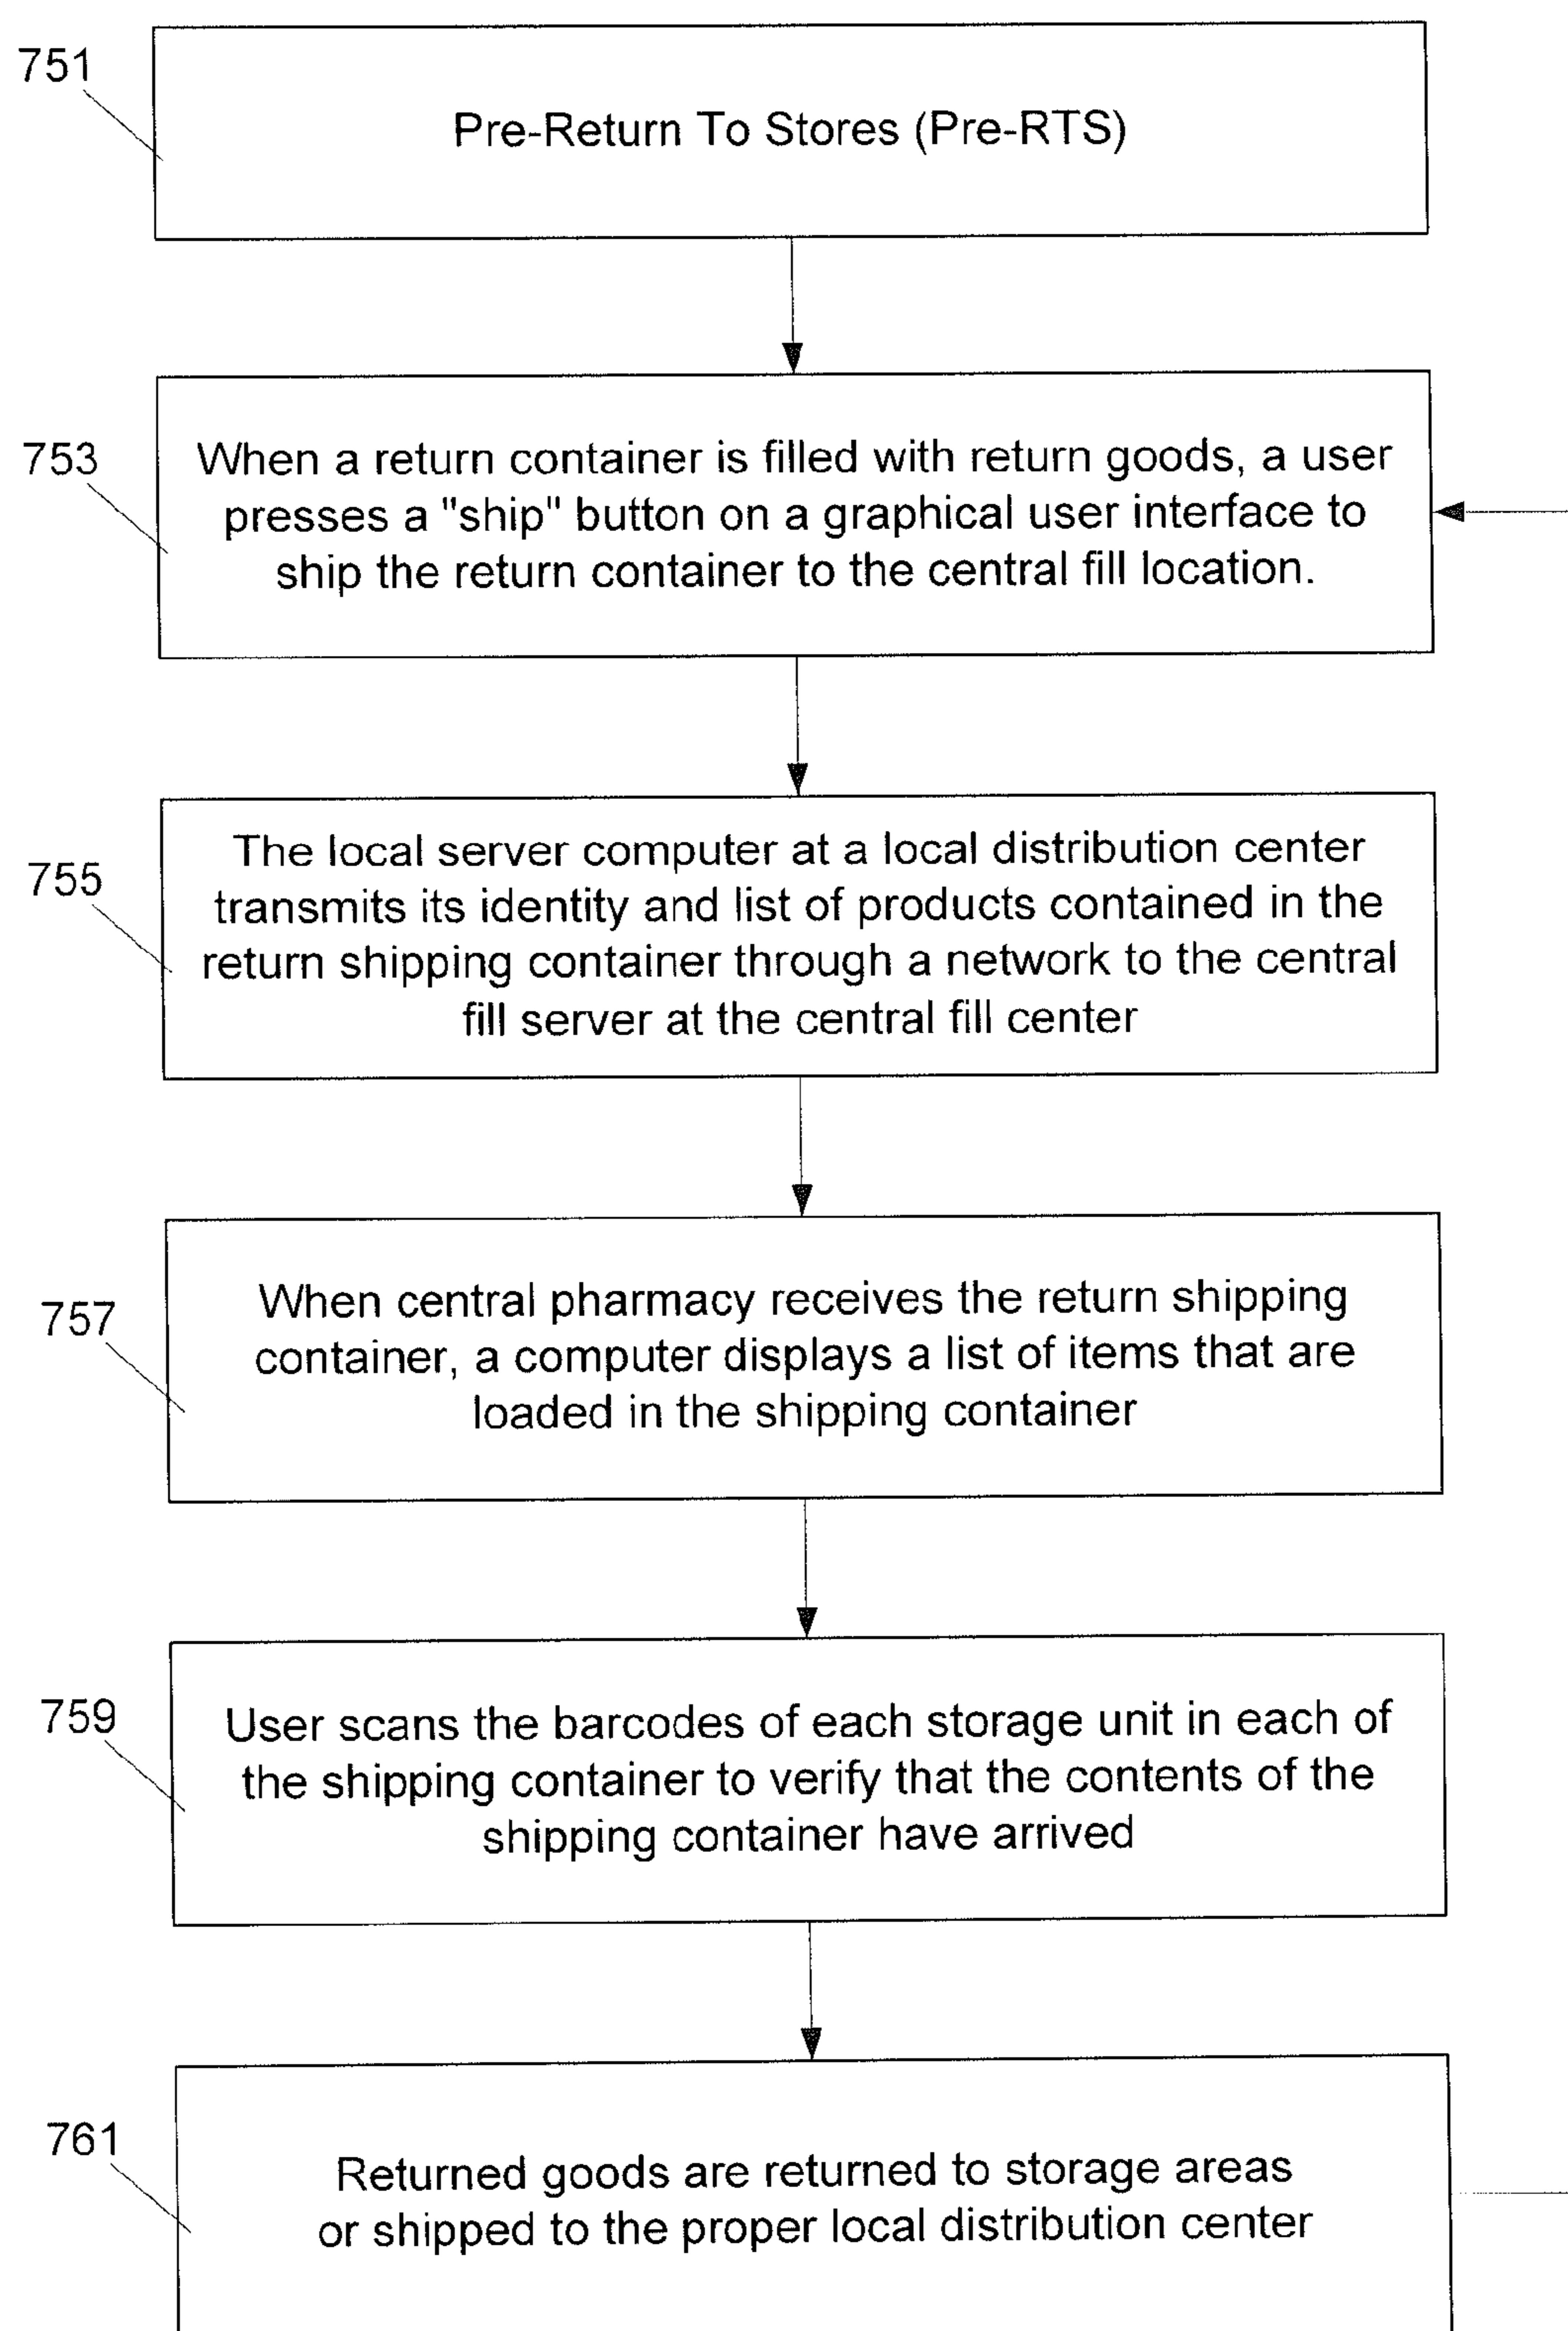 751
Pre-Return To Stores (Pre-RTS)
753
When a return container is filled with return goods, a user
presses a "ship" button on a graphical user interface to
ship the return container to the central fill location.
755
The local server computer at a local distribution center
transmits its identity and list of products contained in the
return shipping container through a network to the central
fill server at the central fill center
757
When central pharmacy receives the return shipping
container, a computer displays a list of items that are
loaded in the shipping container
759
User scans the barcodes of each storage unit in each of
the shipping container to verify that the contents of the
shipping container have arrived
761
Returned goods are returned to storage areas
or shipped to the proper local distribution center